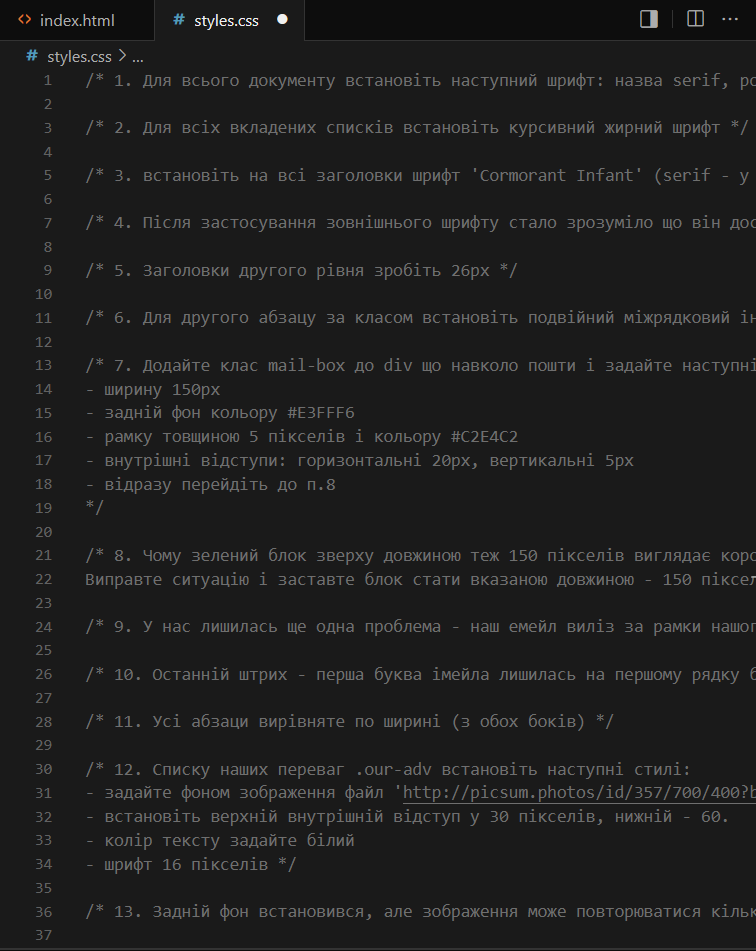 index.html
# styles.css
# styles.css > ...
1 /* 1. Для всього документу встановіть наступний шрифт: назва serif,
2
3 /* 2. Для всіх вкладених списків встановіть курсивний жирний шрифт */
4
5 /* 3. встановіть на всі заголовки шрифт 'Cormorant Infant' (serif - у
6
7 /* 4. Після застосування зовнішнього шрифту стало зрозуміло що він
8
9 /* 5. Заголовки другого рівня зробіть 26px */
10
11 /* 6. Для другого абзацу за класом встановіть подвійний міжрядковий
12
13 /* 7. Додайте клас mail-box до div що навколо пошти і задайте наступні
14 - ширину 150px
15 - задній фон кольору #E3FFF6
16 - рамку товщиною 5 пікселів і кольору #C2E4C2
17 - внутрішні відступи: горизонтальні 20px, вертикальні 5px
18 - відразу перейдіть до п.8
19 */
20
21 /* 8. Чому зелений блок зверху довжиною теж 150 пікселів виглядає
22 Виправте ситуацію і заставте блок стати вказаною довжиною - 150
23
24 /* 9. У нас лишилась ще одна проблема - наш емейл виліз за рамки
25
26 /* 10. Останній штрих - перша буква імейла лишилась на першому рядку
27
28 /* 11. Усі абзаци вирівняте по ширині (з обох боків) */
29
30 /* 12. Списку наших переваг .our-adv встановіть наступні стилі:
31 - задайте фоном зображення файл 'http://picsum.photos/id/357/700/400?b
32 - встановіть верхній внутрішній відступ у 30 пікселів, нижній - 60.
33 - колір тексту задайте білий
34 - шрифт 16 пікселів */
35
36 /* 13. Задній фон встановився, але зображення може повторюватися
37